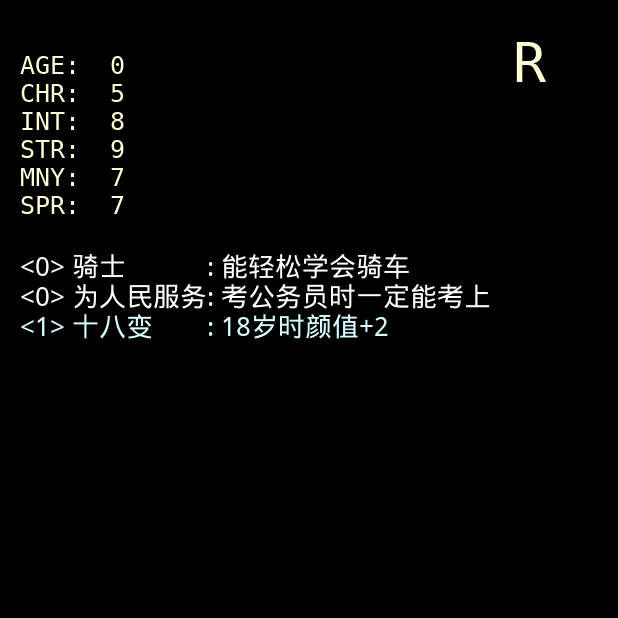 R
AGE: 0
CHR: 5
INT: 8
STR: 9
MNY: 7
SPR: 7
<0> 骑士 : 能轻松学会骑车
<0> 为人民服务: 考公务员时一定能考上
<1> 十八变 : 18岁时颜值+2